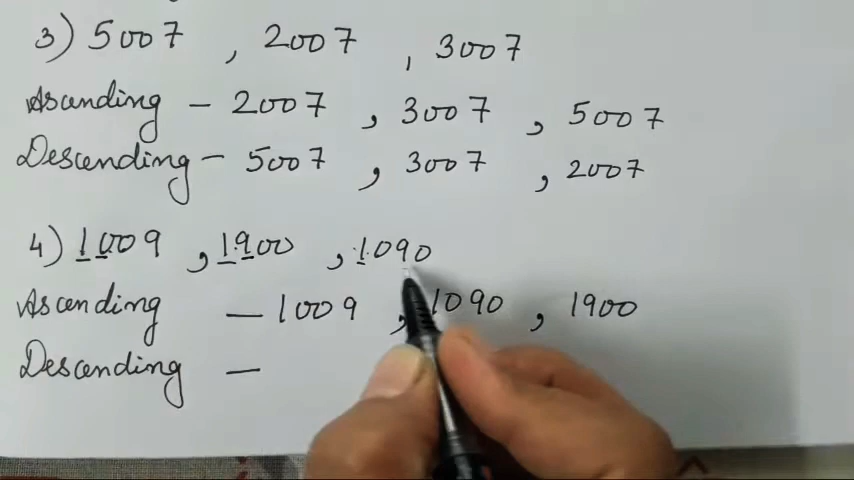 3) 5007 , 2007 , 3007
Ascending - 2007 , 3007 , 5007
Descending - 5007 , 3007 , 2007
4) 1009 , 1900 , 1090
Ascending - 1009 , 1090 , 1900
Descending -